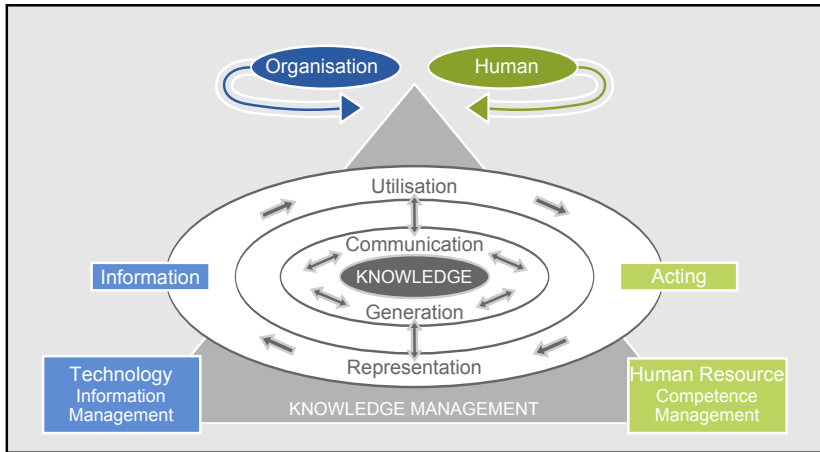 Organisation
Human
Utilisation
Communication
Information
KNOWLEDGE
Acting
Generation
Representation
Technology
Information
Management
KNOWLEDGE MANAGEMENT
Human Resource
Competence
Management